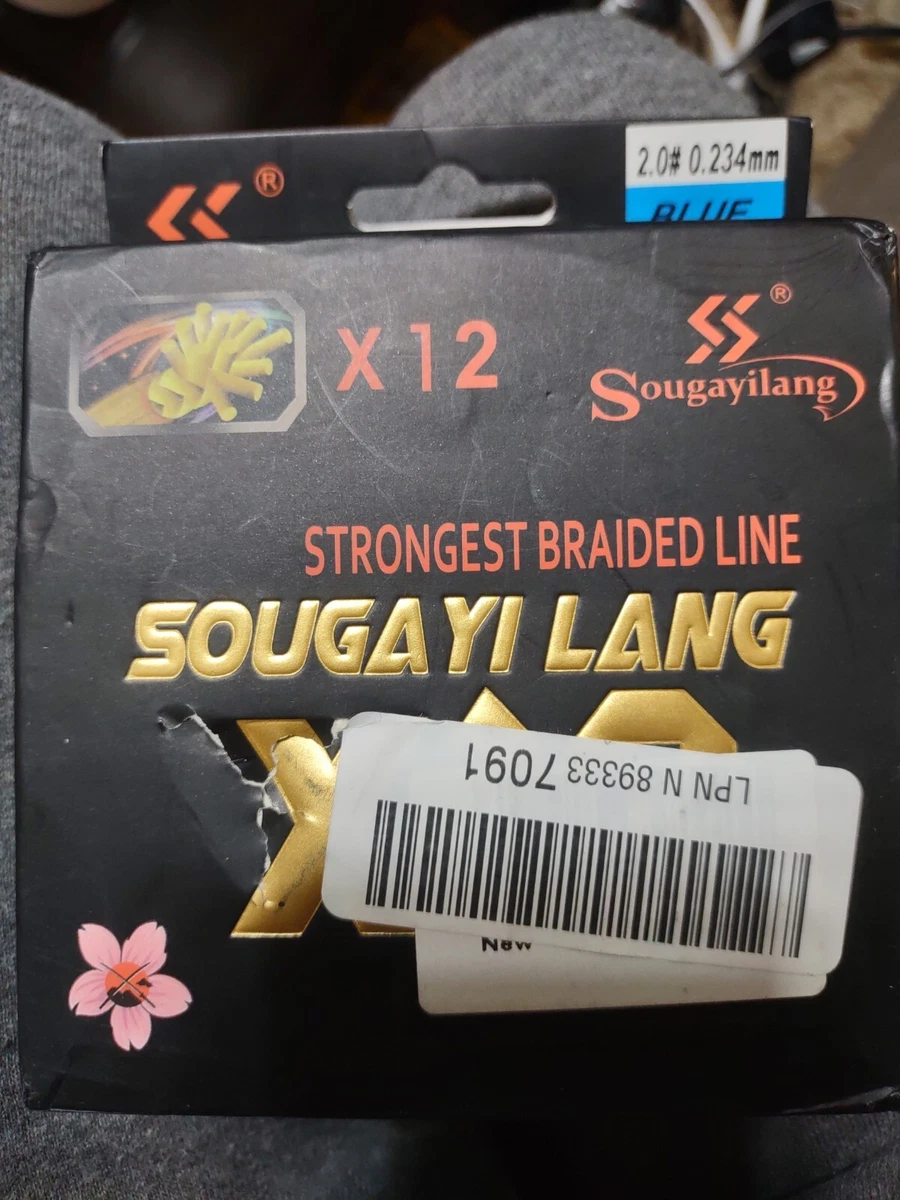 ®
2.0# 0.234mm
BLUE
X 12
®
Sougayilang
STRONGEST BRAIDED LINE
SOUGAYI LANG
LPN N 89333 7091
New